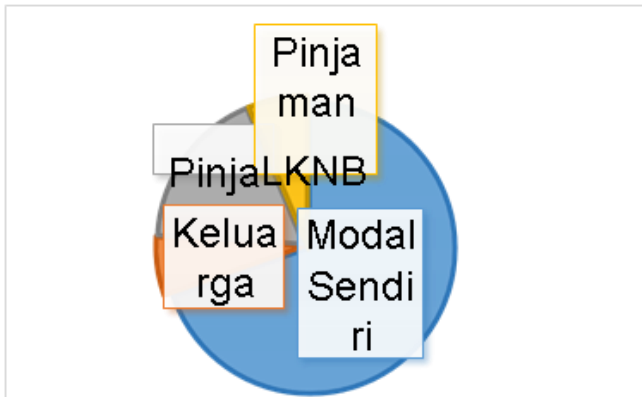 Pinja
man
PinjaLKNB
Kelua
rga
Modal
Sendi
ri